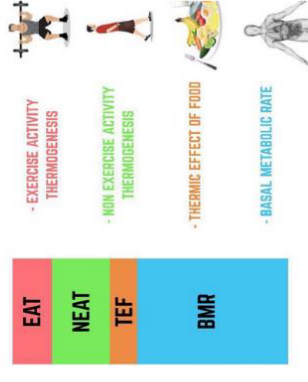 EAT
- EXERCISE ACTIVITY
THERMOGENESIS
NEAT
- NON EXERCISE ACTIVITY
THERMOGENESIS
TEF
- THERMIC EFFECT OF FOOD
BMR
- BASAL METABOLIC RATE